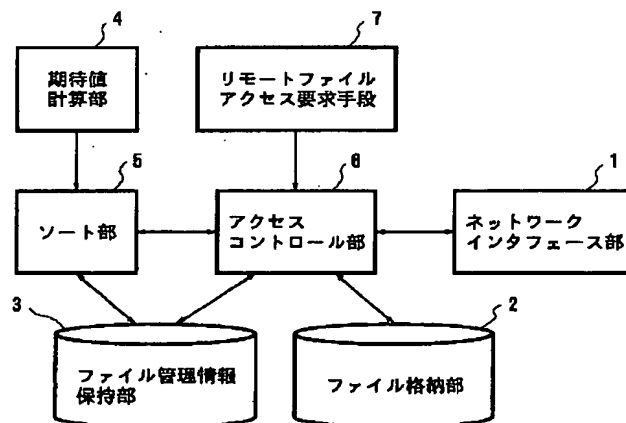 4
期待値
計算部
7
リモートファイル
アクセス要求手段
5
ソート部
6
アクセス
コントロール部
1
ネットワーク
インタフェース部
3
ファイル管理情報
保持部
2
ファイル格納部